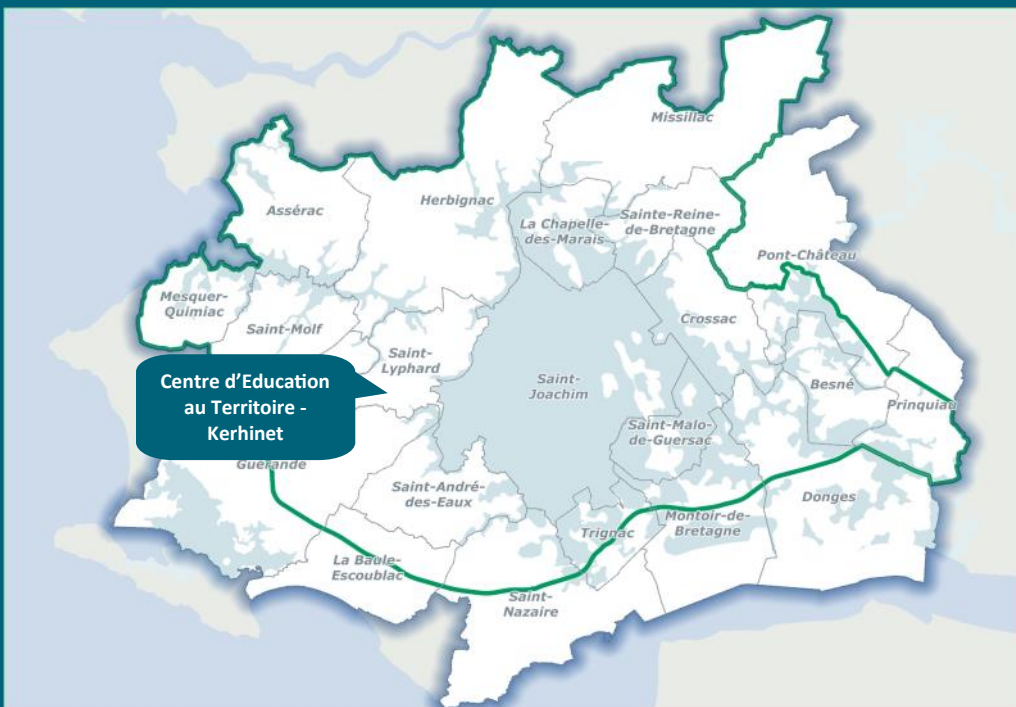 Missillac
Herbignac
Assérac
La Chapelle-
des-Marais
Sainte-Reine-
de-Bretagne
Pont-Château
Mesquer-
Quimiac
Saint-Molf
Crossac
Saint-
Lyphard
Centre d’Education
au Territoire -
Kerhinet
Saint-
Joachim
Besné
Prinquiau
Saint-Malo-
de-Guersac
Guérande
Saint-André-
des-Eaux
Donges
Montoir-de-
Bretagne
Trignac
La Baule-
Escoublac
Saint-
Nazaire